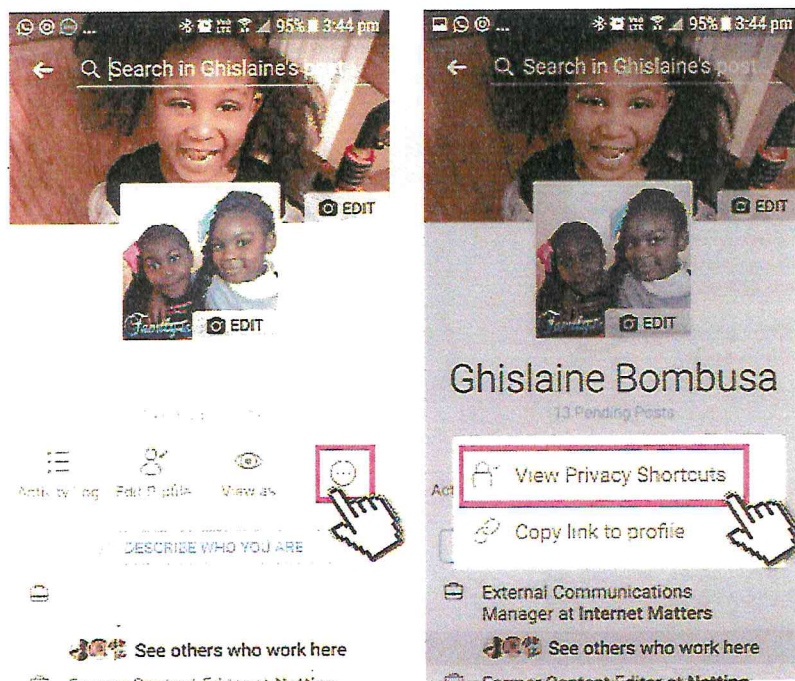 95% 3:44 pm
Search in Ghislaine's post...
EDIT
EDIT
Activity Log Edit Profile View as
DESCRIBE WHO YOU ARE
See others who work here
... 95% 3:44 pm
Search in Ghislaine's post...
EDIT
EDIT
Ghislaine Bombusa
13 Pending Posts
View Privacy Shortcuts
Act
Copy link to profile
External Communications
Manager at Internet Matters
See others who work here
Former Content Editor at Netting